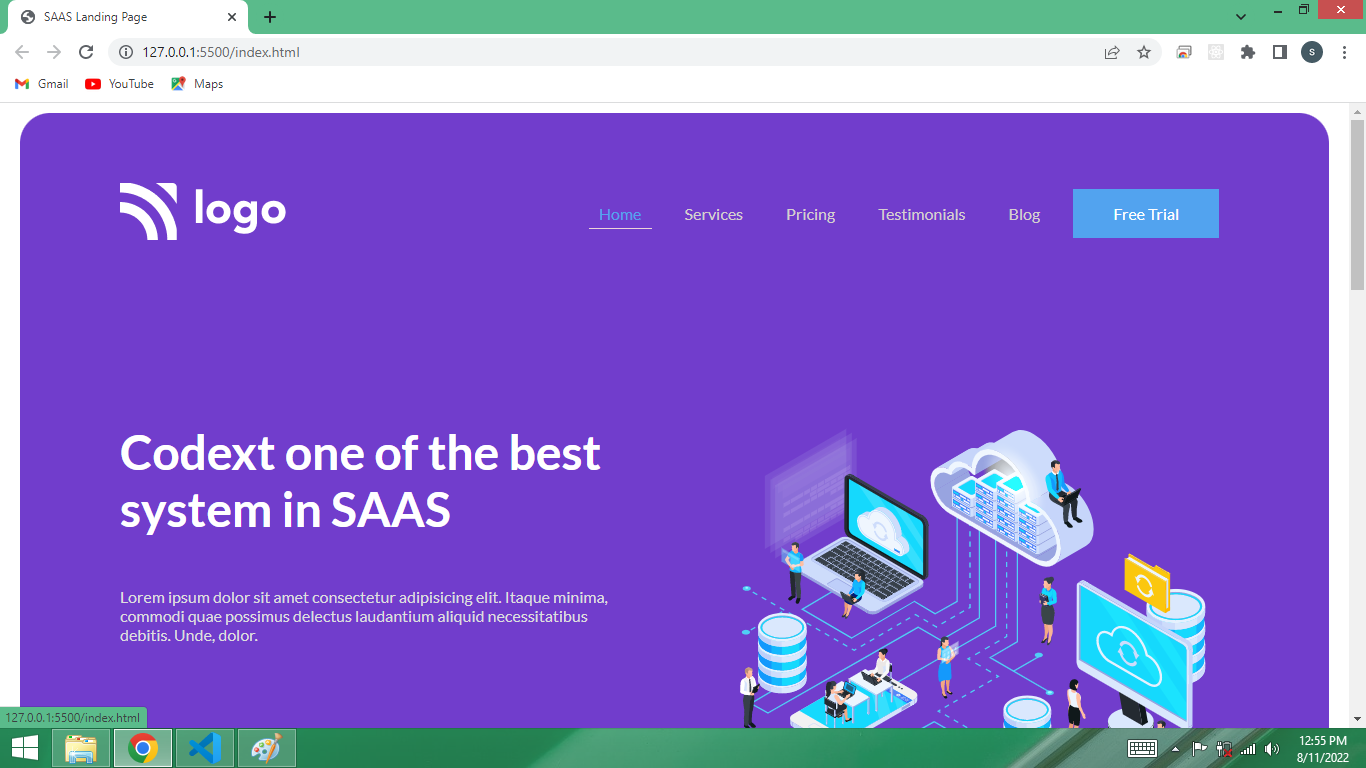 SAAS Landing Page
127.0.0.1:5500/index.html
S
Gmail
YouTube
Maps
logo
Home
Services
Pricing
Testimonials
Blog
Free Trial
Codext one of the best
system in SAAS
Lorem ipsum dolor sit amet consectetur adipisicing elit. Itaque minima,
commodi quae possimus delectus laudantium aliquid necessitatibus
debitis. Unde, dolor.
127.0.0.1:5500/index.html
12:55 PM
8/11/2022